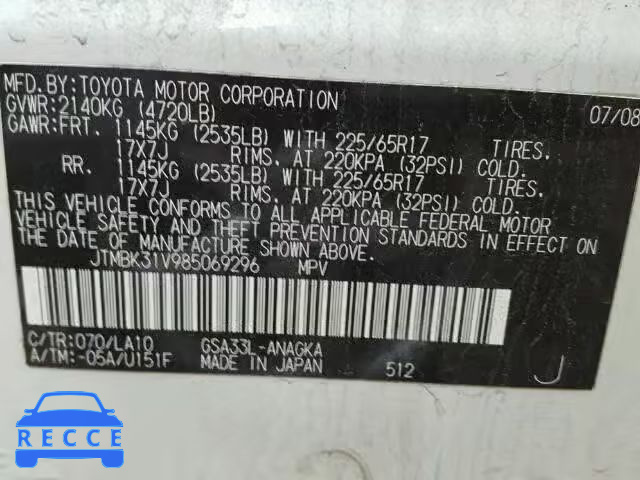 MFD.BY:TOYOTA MOTOR CORPORATION 07/08
GVWR:2140KG (4720LB)
GAWR:FRT. 1145KG (2535LB) WITH 225/65R17 TIRES.
17X7J RIMS. AT 220KPA (32PSI) COLD.
RR. 1145KG (2535LB) WITH 225/65R17 TIRES.
17X7J RIMS. AT 220KPA (32PSI) COLD.
THIS VEHICLE CONFORMS TO ALL APPLICABLE FEDERAL MOTOR
VEHICLE SAFETY AND THEFT PREVENTION STANDARDS IN EFFECT ON
THE DATE OF MANUFACTURE SHOWN ABOVE.
JTMBK31V985069296 MPV
C/TR:070/LA10 GSA33L-ANAGKA
A/TM:-05A/U151F MADE IN JAPAN 512 J
RECCE